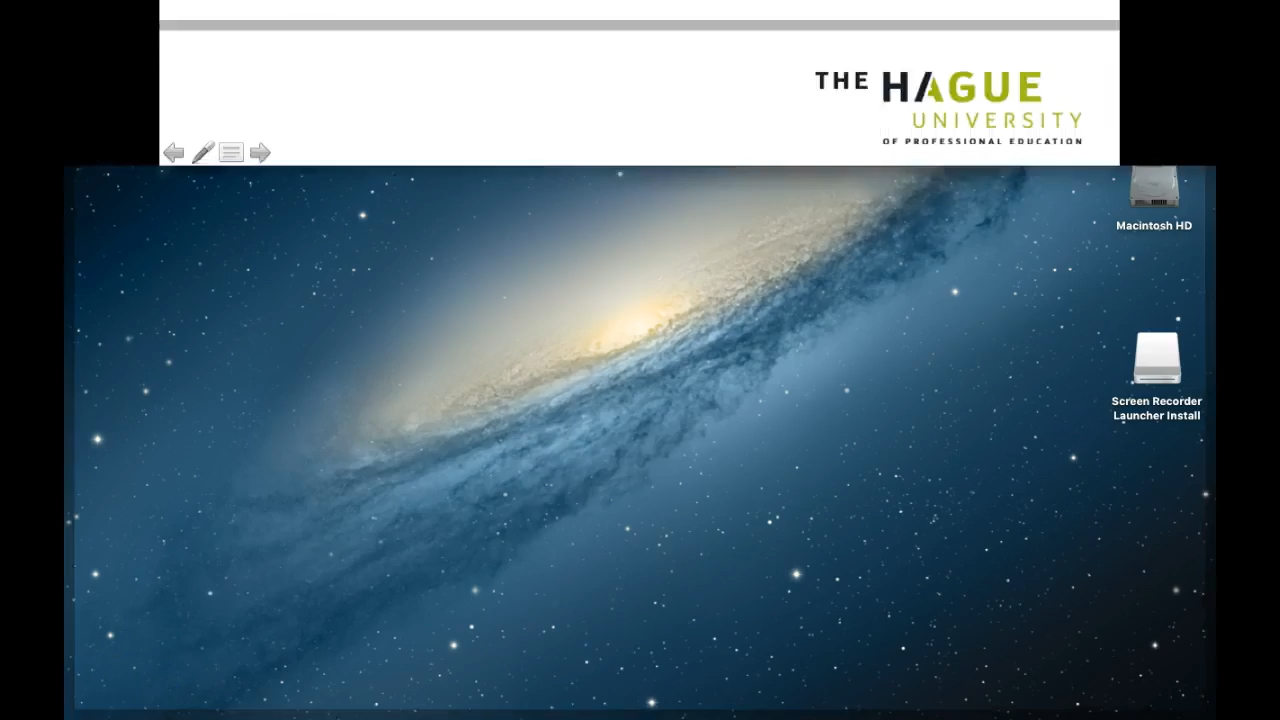 THE HAGUE
UNIVERSITY
OF PROFESSIONAL EDUCATION
Macintosh HD
Screen Recorder
Launcher Install